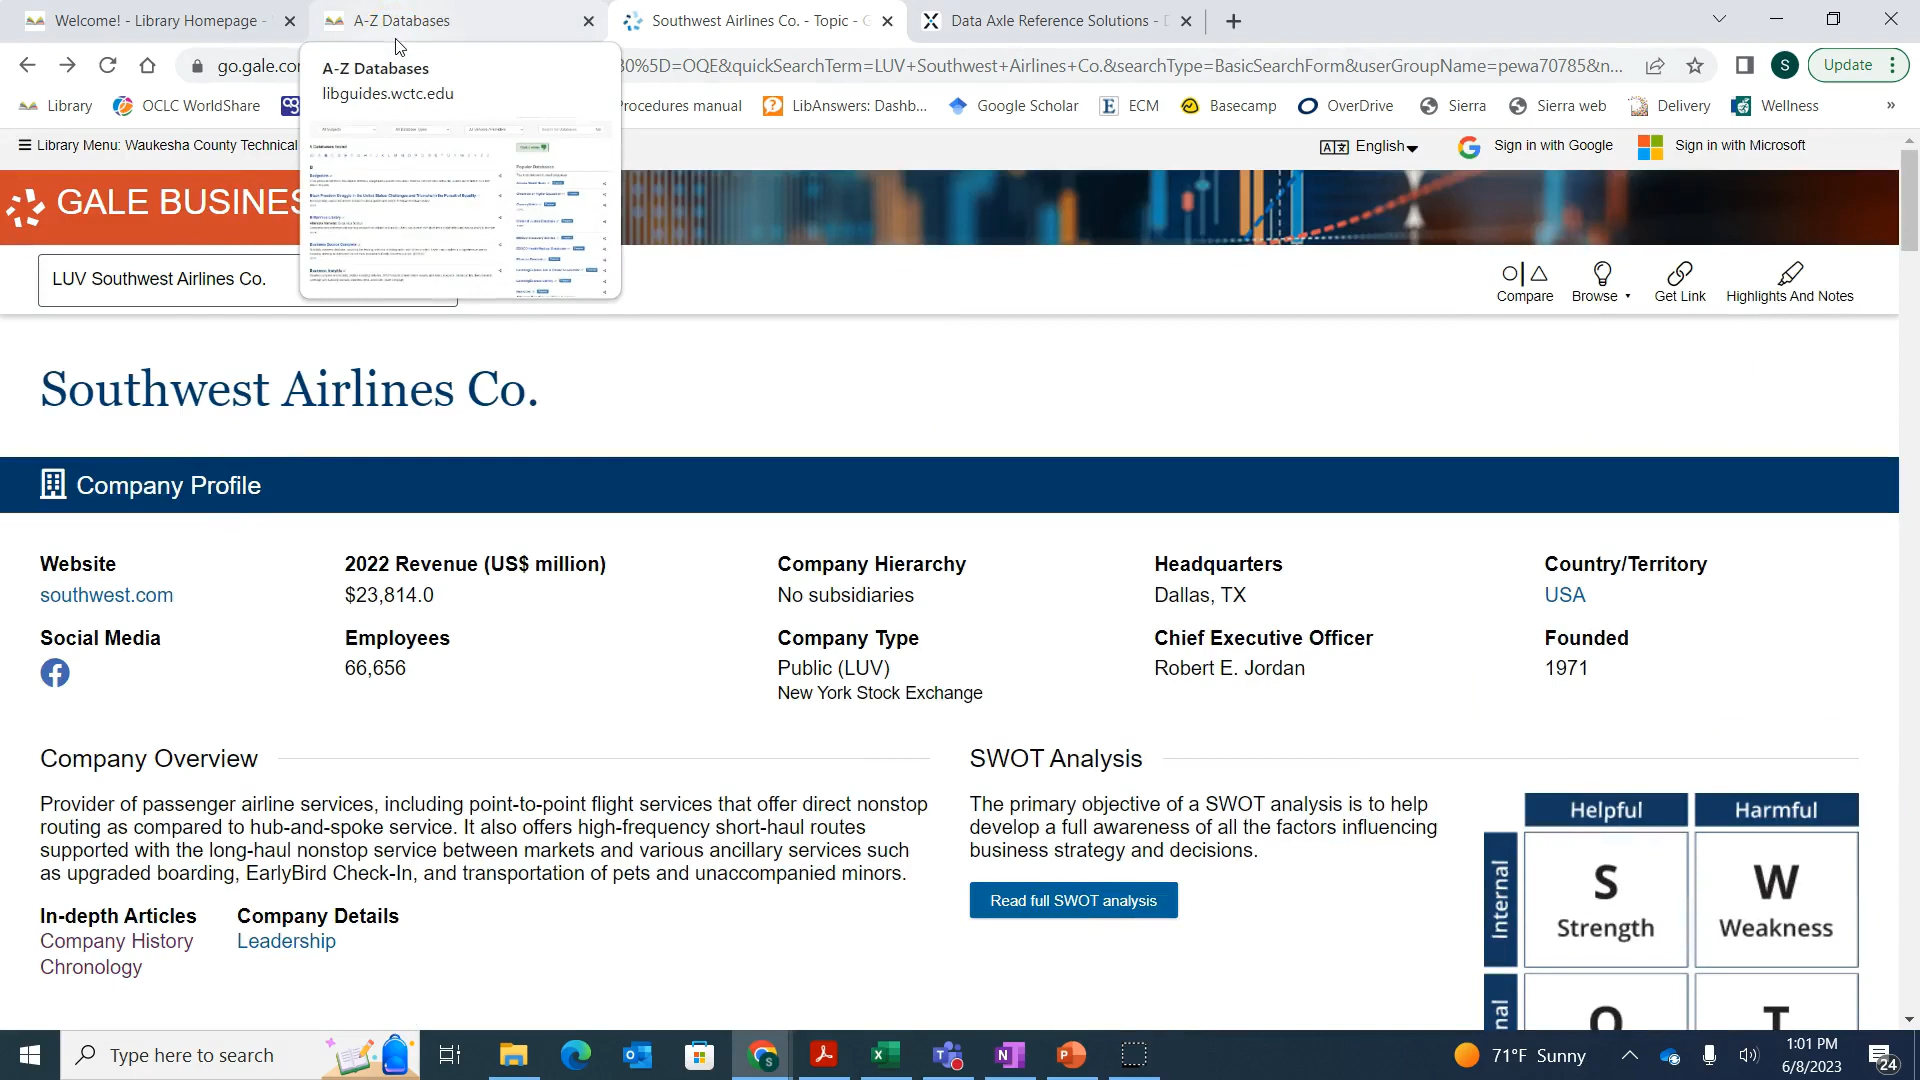 Welcome! - Library Homepage -
A-Z Databases
Southwest Airlines Co. - Topic - G
Data Axle Reference Solutions - D
go.gale.co
30%5D=OQE&quickSearchTerm=LUV+Southwest+Airlines+Co.&searchType=BasicSearchForm&userGroupName=pewa70785&n...
S
Update
A-Z Databases
libguides.wctc.edu
Library
OCLC WorldShare
Procedures manual
LibAnswers: Dashb...
Google Scholar
ECM
Basecamp
OverDrive
Sierra
Sierra web
Delivery
Wellness
»
Library Menu: Waukesha County Technical
English
Sign in with Google
Sign in with Microsoft
GALE BUSINES
LUV Southwest Airlines Co.
Compare
Browse
Get Link
Highlights And Notes
Southwest Airlines Co.
Company Profile
Website
southwest.com
2022 Revenue (US$ million)
$23,814.0
Company Hierarchy
No subsidiaries
Headquarters
Dallas, TX
Country/Territory
USA
Social Media
Employees
66,656
Company Type
Public (LUV)
New York Stock Exchange
Chief Executive Officer
Robert E. Jordan
Founded
1971
Company Overview
Provider of passenger airline services, including point-to-point flight services that offer direct nonstop
routing as compared to hub-and-spoke service. It also offers high-frequency short-haul routes
supported with the long-haul nonstop service between markets and various ancillary services such
as upgraded boarding, EarlyBird Check-In, and transportation of pets and unaccompanied minors.
In-depth Articles
Company History
Chronology
Company Details
Leadership
SWOT Analysis
The primary objective of a SWOT analysis is to help
develop a full awareness of all the factors influencing
business strategy and decisions.
Read full SWOT analysis
Helpful
Harmful
Internal
S
Strength
W
Weakness
nal
O
T
Type here to search
71°F Sunny
1:01 PM
6/8/2023
24